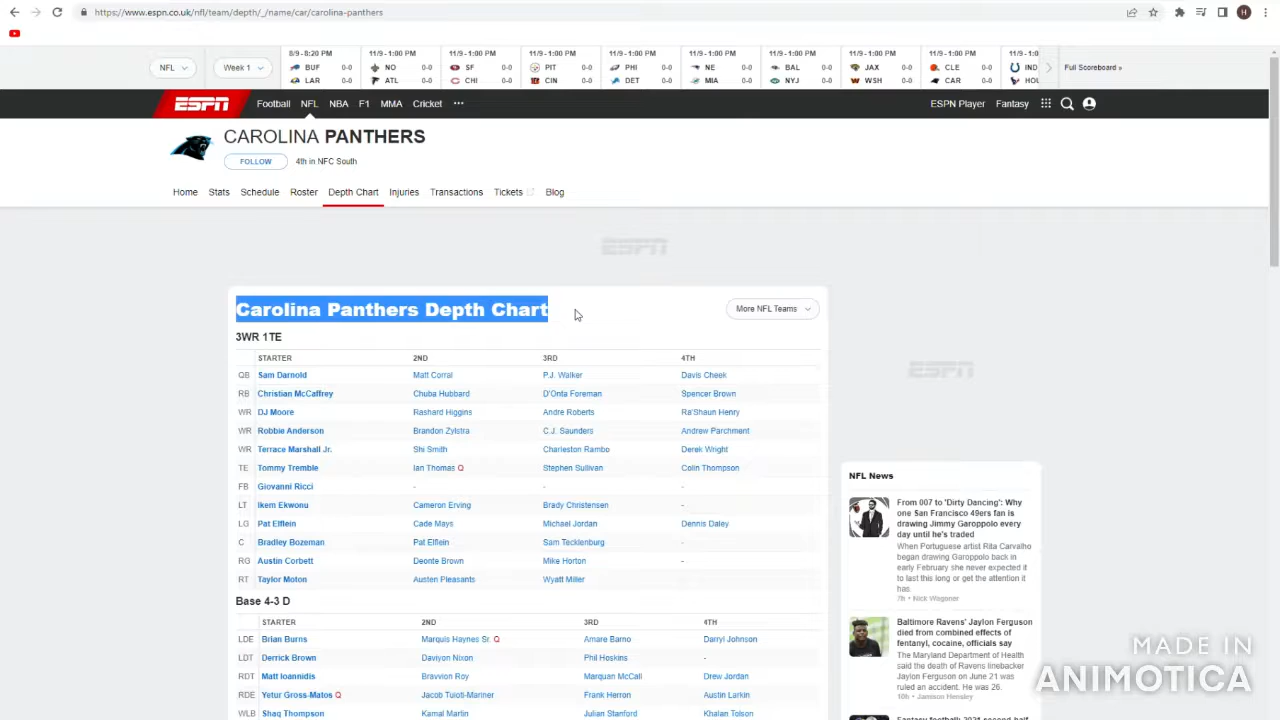 https://www.espn.co.uk/nfl/team/depth/_/name/car/carolina-panthers
H
NFL
Week 1
8/9 - 8:20 PM
BUF 0-0
LAR 0-0
11/9 - 1:00 PM
NO 0-0
ATL 0-0
11/9 - 1:00 PM
SF 0-0
CHI 0-0
11/9 - 1:00 PM
PIT 0-0
CIN 0-0
11/9 - 1:00 PM
PHI 0-0
DET 0-0
11/9 - 1:00 PM
NE 0-0
MIA 0-0
11/9 - 1:00 PM
BAL 0-0
NYJ 0-0
11/9 - 1:00 PM
JAX 0-0
WSH 0-0
11/9 - 1:00 PM
CLE 0-0
CAR 0-0
11/9 - 1:0
IND
HOU
Full Scoreboard »
ESPN Football NFL NBA F1 MMA Cricket ••• ESPN Player Fantasy
CAROLINA PANTHERS
FOLLOW 4th in NFC South
Home Stats Schedule Roster Depth Chart Injuries Transactions Tickets Blog
ESPN
Carolina Panthers Depth Chart
More NFL Teams
3WR 1TE
STARTER 2ND 3RD 4TH
QB Sam Darnold Matt Corral P.J. Walker Davis Cheek
RB Christian McCaffrey Chuba Hubbard D'Onta Foreman Spencer Brown
WR DJ Moore Rashard Higgins Andre Roberts Ra'Shaun Henry
WR Robbie Anderson Brandon Zylstra C.J. Saunders Andrew Parchment
WR Terrace Marshall Jr. Shi Smith Charleston Rambo Derek Wright
TE Tommy Tremble Ian Thomas Q Stephen Sullivan Colin Thompson
FB Giovanni Ricci - - -
LT Ikem Ekwonu Cameron Erving Brady Christensen -
LG Pat Elflein Cade Mays Michael Jordan Dennis Daley
C Bradley Bozeman Pat Elflein Sam Tecklenburg -
RG Austin Corbett Deonte Brown Mike Horton -
RT Taylor Moton Austen Pleasants Wyatt Miller
Base 4-3 D
STARTER 2ND 3RD 4TH
LDE Brian Burns Marquis Haynes Sr. Q Amare Barno Darryl Johnson
LDT Derrick Brown Daviyon Nixon Phil Hoskins -
RDT Matt Ioannidis Bravvion Roy Marquan McCall Drew Jordan
RDE Yetur Gross-Matos Q Jacob Tuioti-Mariner Frank Herron Austin Larkin
WLB Shaq Thompson Kamal Martin Julian Stanford Khalan Tolson
ESPN
NFL News
From 007 to 'Dirty Dancing': Why
one San Francisco 49ers fan is
drawing Jimmy Garoppolo every
day until he's traded
When Portuguese artist Rita Carvalho
began drawing Garoppolo back in
early February she never expected it
to last this long or get the attention it
has.
7h • Nick Wagoner
Baltimore Ravens' Jaylon Ferguson
died from combined effects of
fentanyl, cocaine, officials say
The Maryland Department of Health
said the death of Ravens linebacker
Jaylon Ferguson on June 21 was
ruled an accident. He was 26.
10h • Jamison Hensley
MADE IN
ANIMOTICA